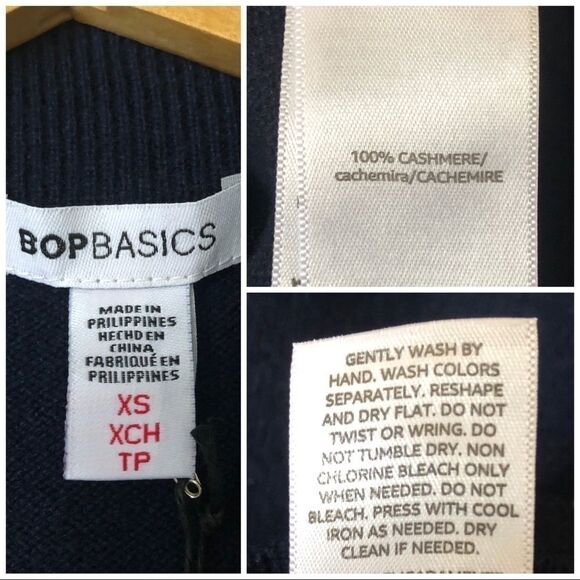 BOPBASICS
MADE IN
PRILIPPINES
HECHD EN
CHINA
FABRIQUÉ EN
PRILIPPINES
XS
XCH
TP
100% CASHMERE/
cachemira/CACHEMIRE
GENTLY WASH BY
HAND. WASH COLORS
SEPARATELY. RESHAPE
AND DRY FLAT. DO NOT
TWIST OR WRING. DO
NOT TUMBLE DRY. NON
CHLORINE BLEACH ONLY
WHEN NEEDED. DO NOT
BLEACH. PRESS WITH COOL
IRON AS NEEDED. DRY
CLEAN IF NEEDED.